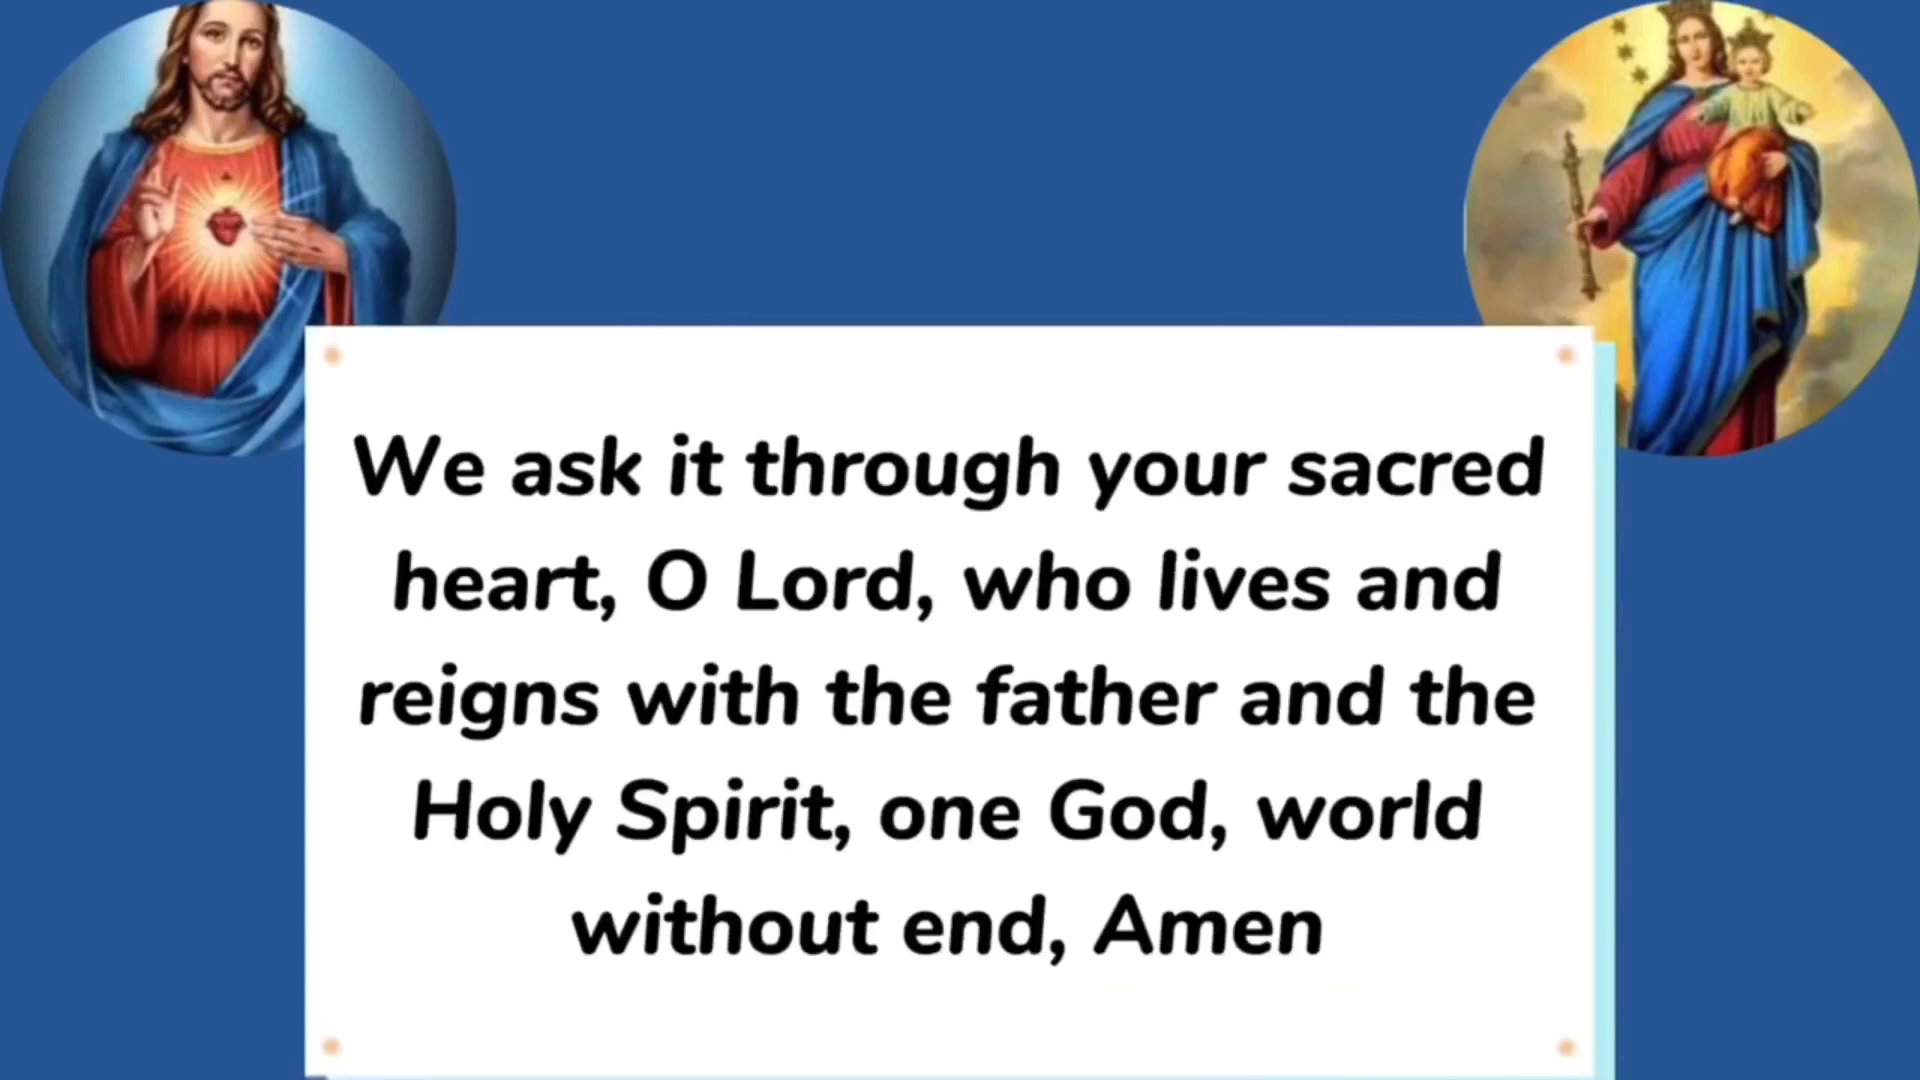 We ask it through your sacred
heart, O Lord, who lives and
reigns with the father and the
Holy Spirit, one God, world
without end, Amen